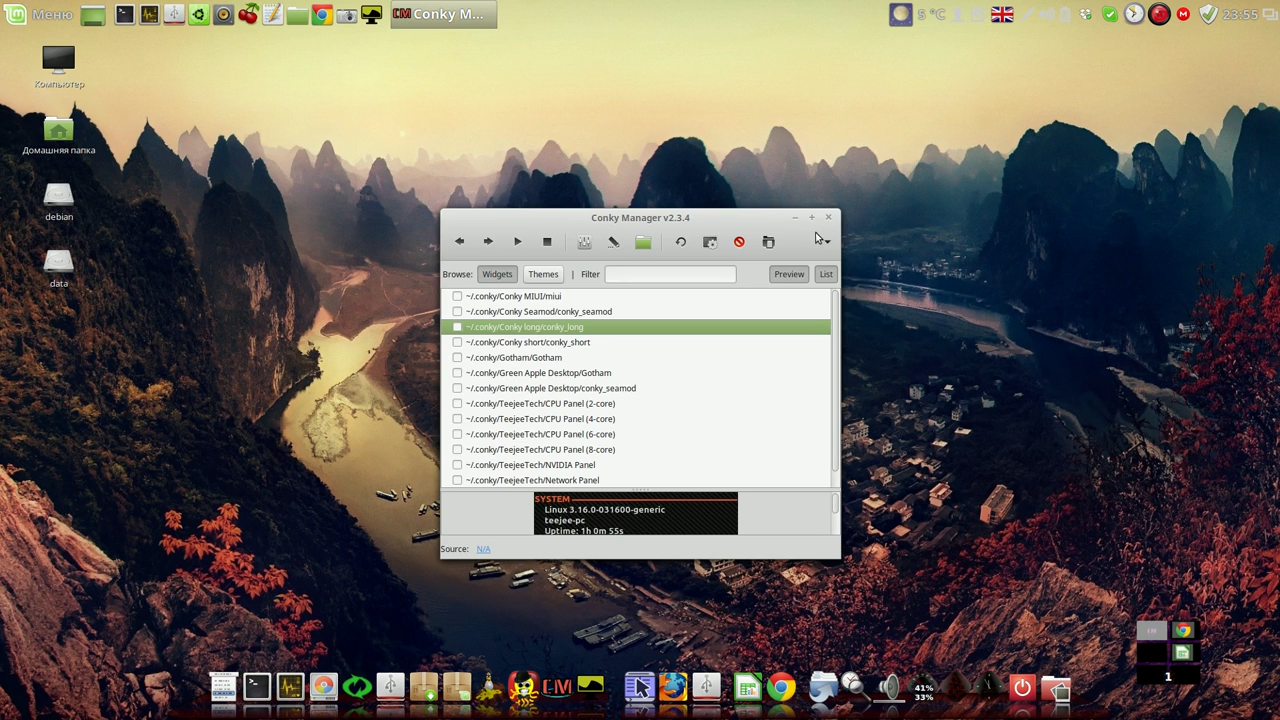 Меню
CM Conky M...
5 °C
23:55
Компьютер
Домашняя папка
debian
data
Conky Manager v2.3.4
Browse: Widgets Themes | Filter Preview List
~/.conky/Conky MIUI/miui
~/.conky/Conky Seamod/conky_seamod
~/.conky/Conky long/conky_long
~/.conky/Conky short/conky_short
~/.conky/Gotham/Gotham
~/.conky/Green Apple Desktop/Gotham
~/.conky/Green Apple Desktop/conky_seamod
~/.conky/TeejeeTech/CPU Panel (2-core)
~/.conky/TeejeeTech/CPU Panel (4-core)
~/.conky/TeejeeTech/CPU Panel (6-core)
~/.conky/TeejeeTech/CPU Panel (8-core)
~/.conky/TeejeeTech/NVIDIA Panel
~/.conky/TeejeeTech/Network Panel
SYSTEM
Linux 3.16.0-031600-generic
teejee-pc
Uptime: 1h 0m 55s
Source: N/A
CM
41%
33%
1